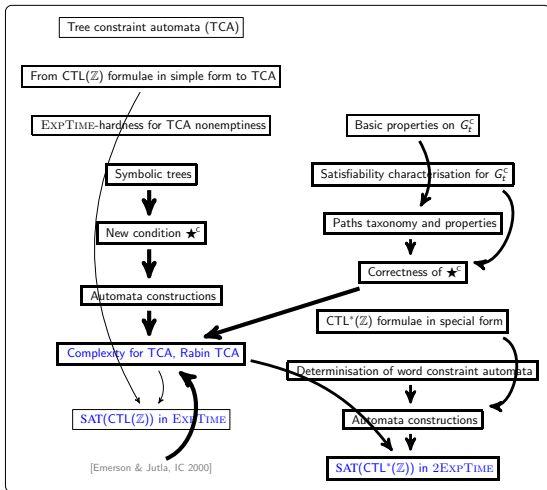 Tree constraint automata (TCA)
From CTL(ℤ) formulae in simple form to TCA
EXPTIME-hardness for TCA nonemptiness
Basic properties on G_t^C
Symbolic trees
Satisfiability characterisation for G_t^C
New condition ★^C
Paths taxonomy and properties
Correctness of ★^C
Automata constructions
CTL*(ℤ) formulae in special form
Complexity for TCA, Rabin TCA
Determinisation of word constraint automata
SAT(CTL(ℤ)) in EXPTIME
Automata constructions
[Emerson & Jutla, IC 2000]
SAT(CTL*(ℤ)) in 2EXPTIME